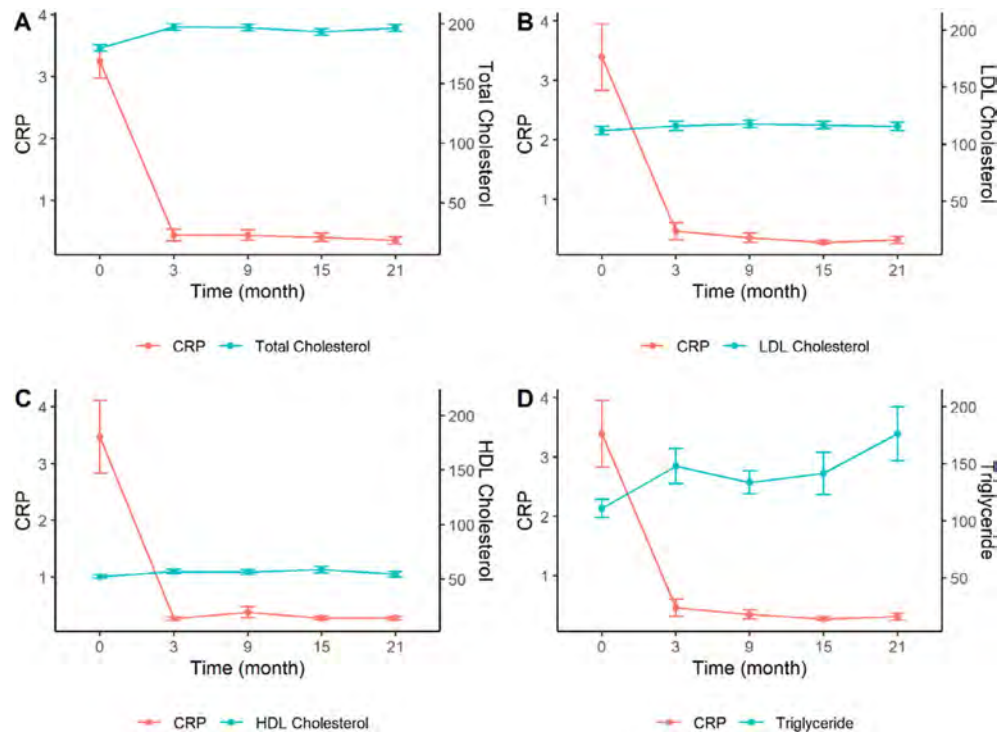 A
CRP
4
3
2
1
200
150
100
50
Total Cholesterol
0 3 9 15 21
Time (month)
CRP Total Cholesterol
B
CRP
4
3
2
1
200
150
100
50
LDL Cholesterol
0 3 9 15 21
Time (month)
CRP LDL Cholesterol
C
CRP
4
3
2
1
200
150
100
50
HDL Cholesterol
0 3 9 15 21
Time (month)
CRP HDL Cholesterol
D
CRP
4
3
2
1
200
150
100
50
Triglyceride
0 3 9 15 21
Time (month)
CRP Triglyceride